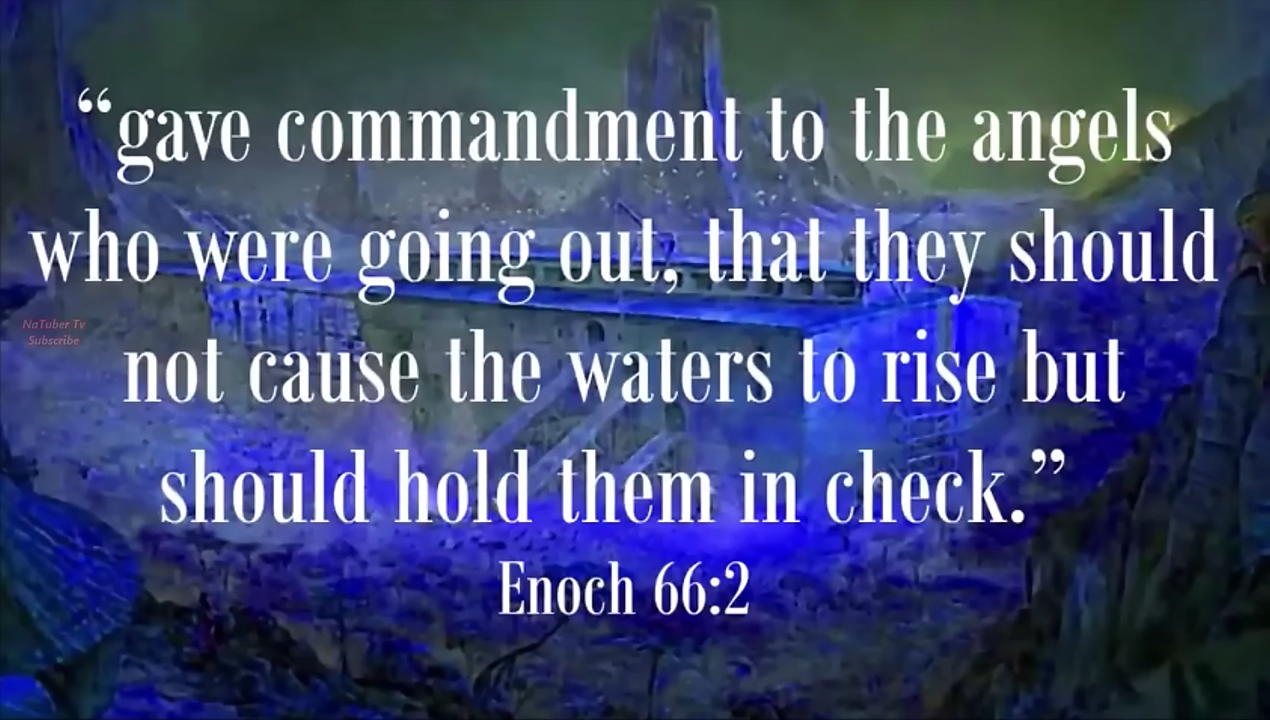 “gave commandment to the angels
who were going out, that they should
NaTuber Tv
Subscribe
not cause the waters to rise but
should hold them in check.”
Enoch 66:2